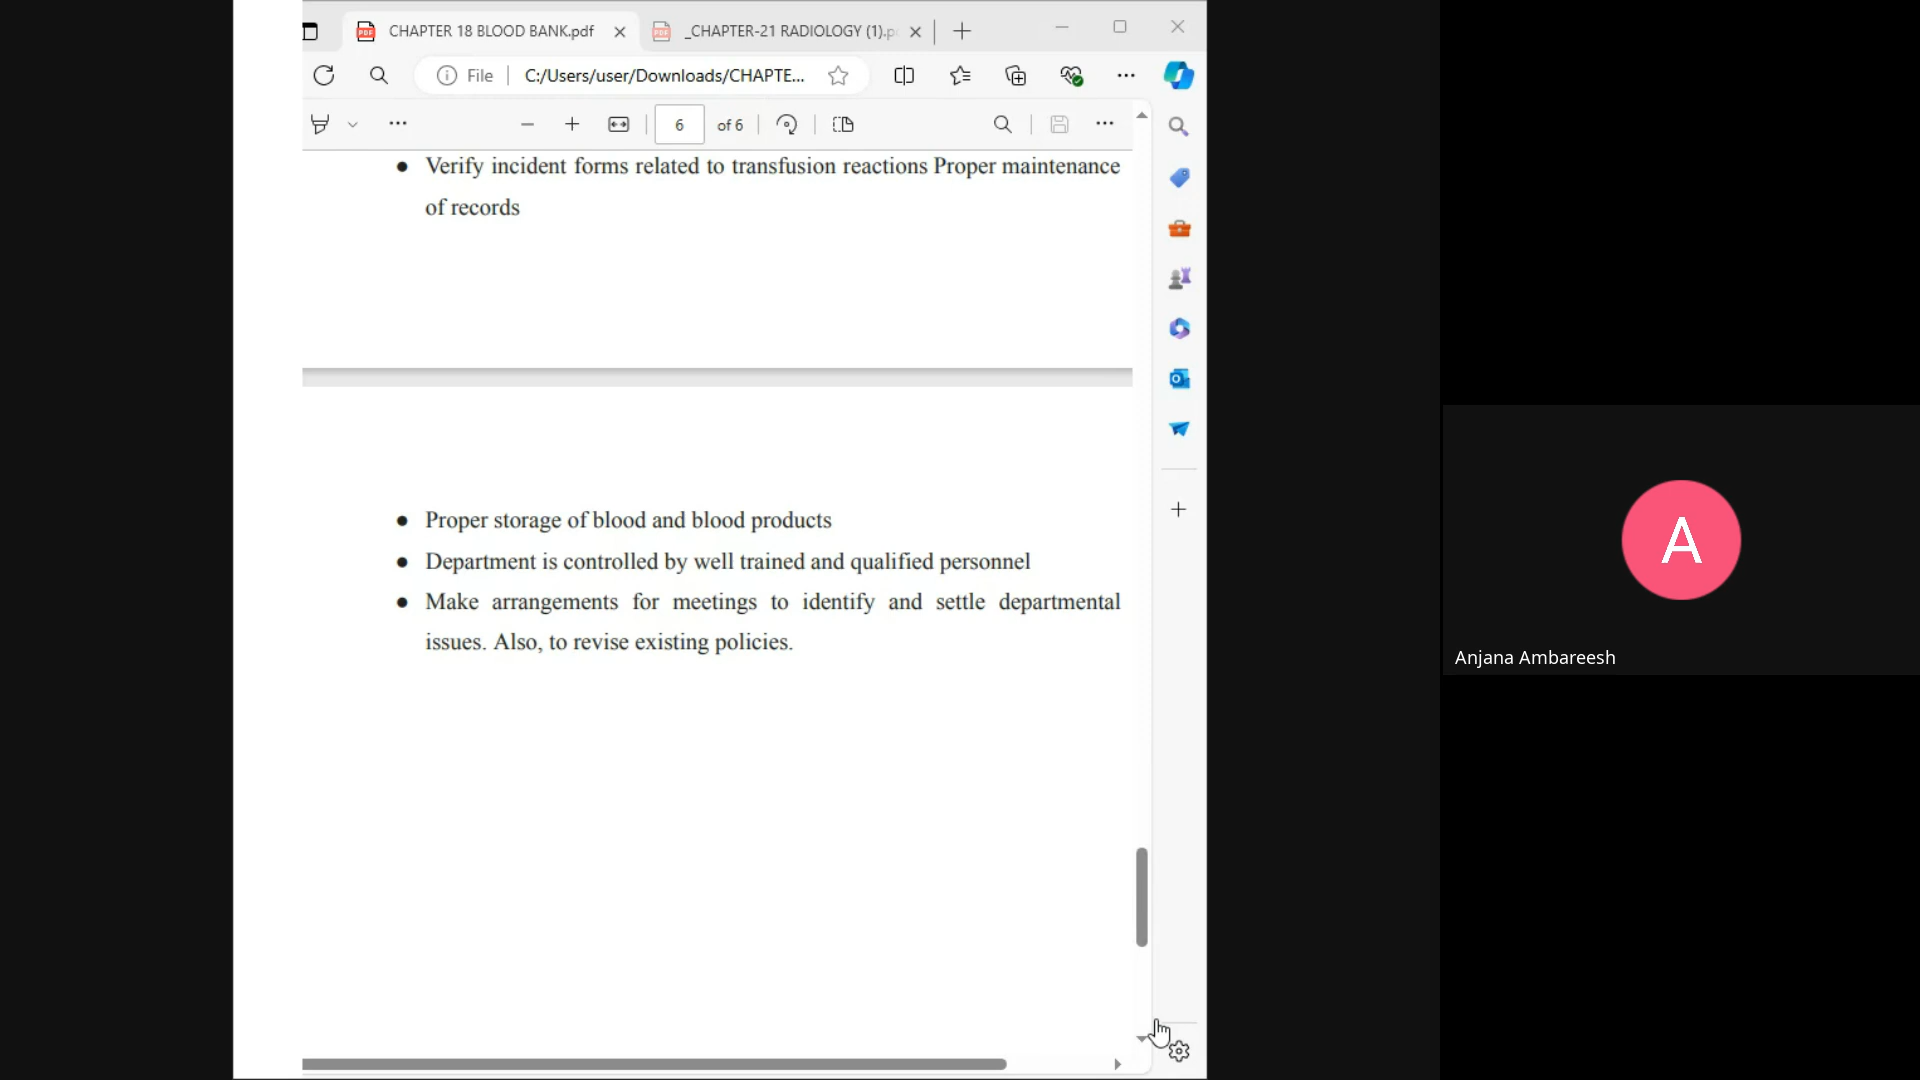 CHAPTER 18 BLOOD BANK.pdf
_CHAPTER-21 RADIOLOGY (1).p
File
C:/Users/user/Downloads/CHAPTE...
6 of 6
● Verify incident forms related to transfusion reactions Proper maintenance
of records
● Proper storage of blood and blood products
● Department is controlled by well trained and qualified personnel
● Make arrangements for meetings to identify and settle departmental
issues. Also, to revise existing policies.
A
Anjana Ambareesh